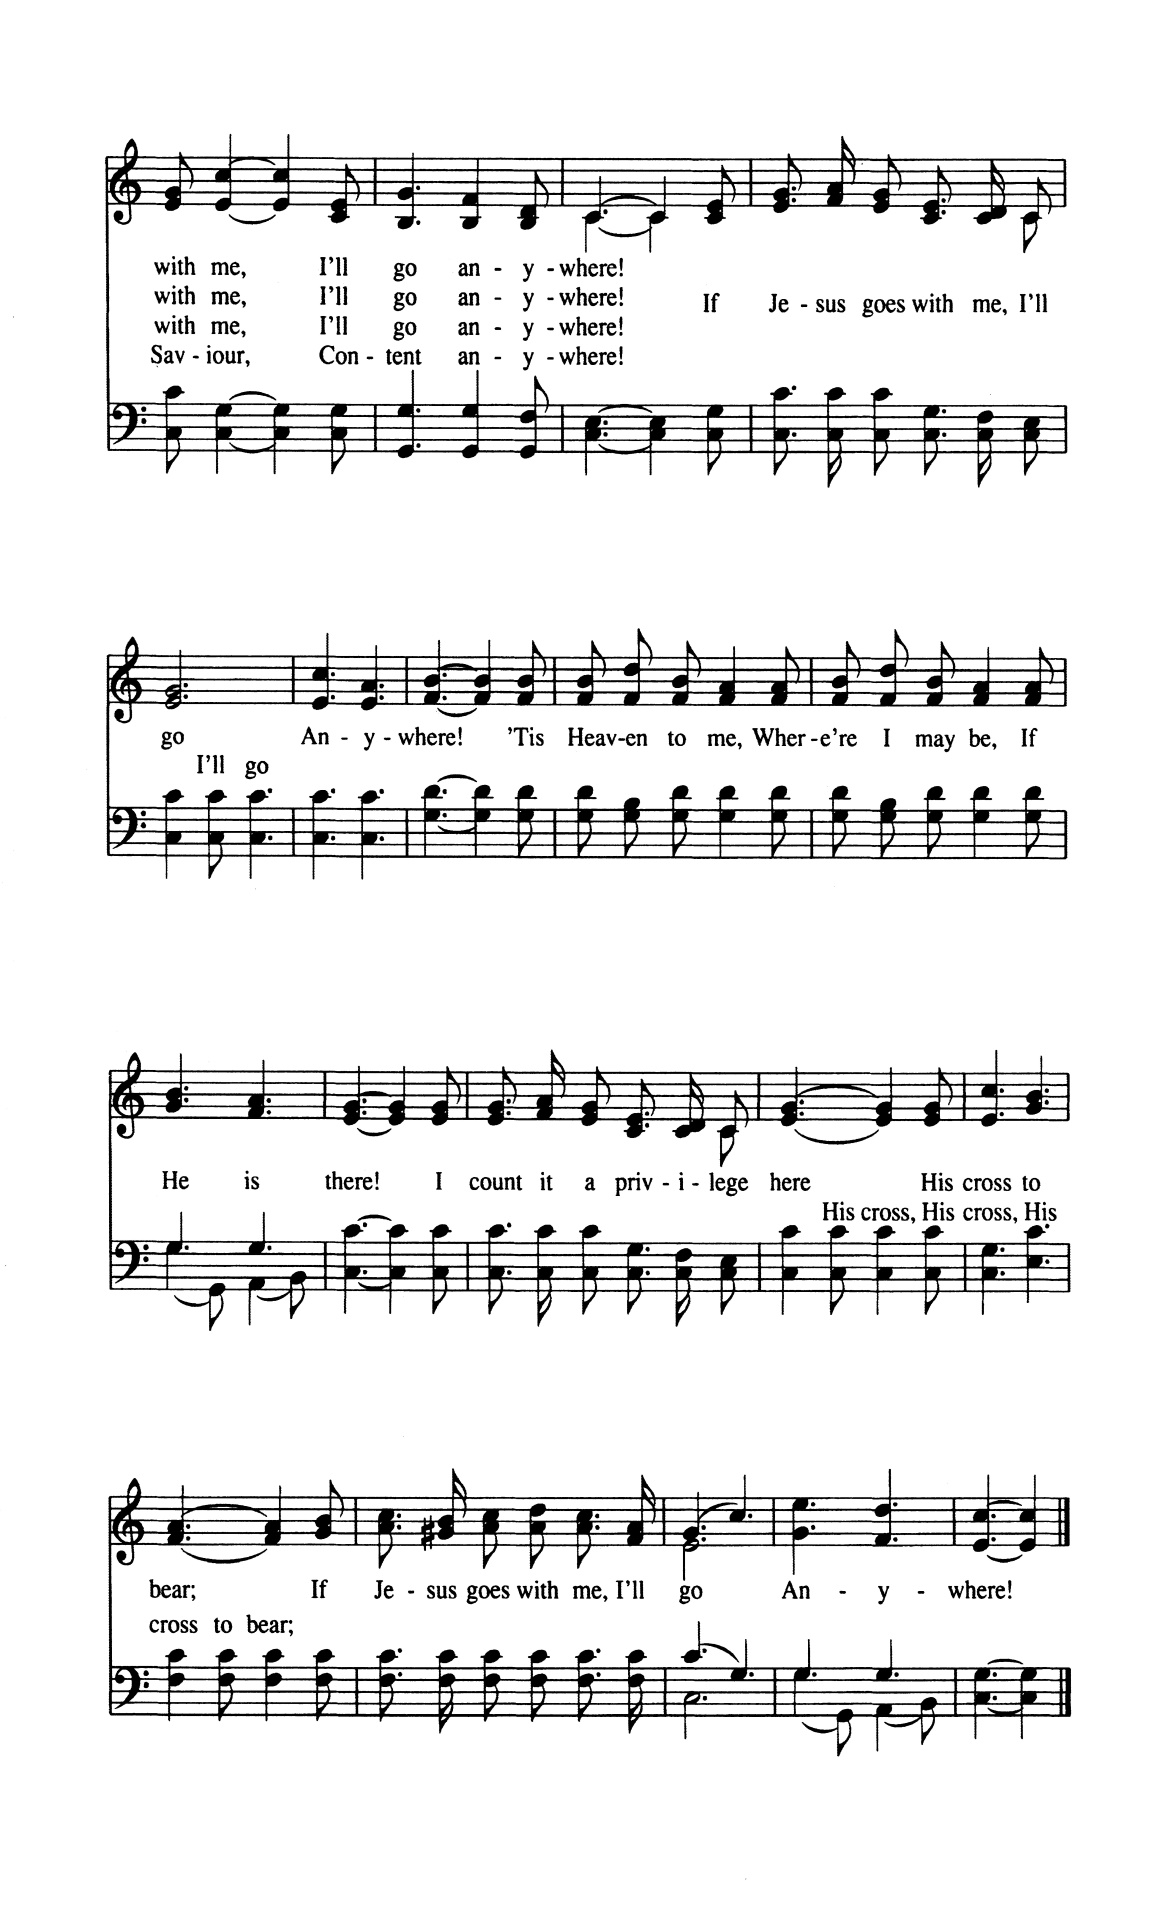 with me, I'll go an - y - where!
with me, I'll go an - y - where!
If Je - sus goes with me, I'll
with me, I'll go an - y - where!
Sav - iour, Con - tent an - y - where!
go An - y - where! 'Tis Heav-en to me, Wher-e're I may be, If
I'll go
He is there! I count it a priv - i - lege here His cross to
His cross, His cross, His
bear; If Je - sus goes with me, I'll go An - y - where!
cross to bear;